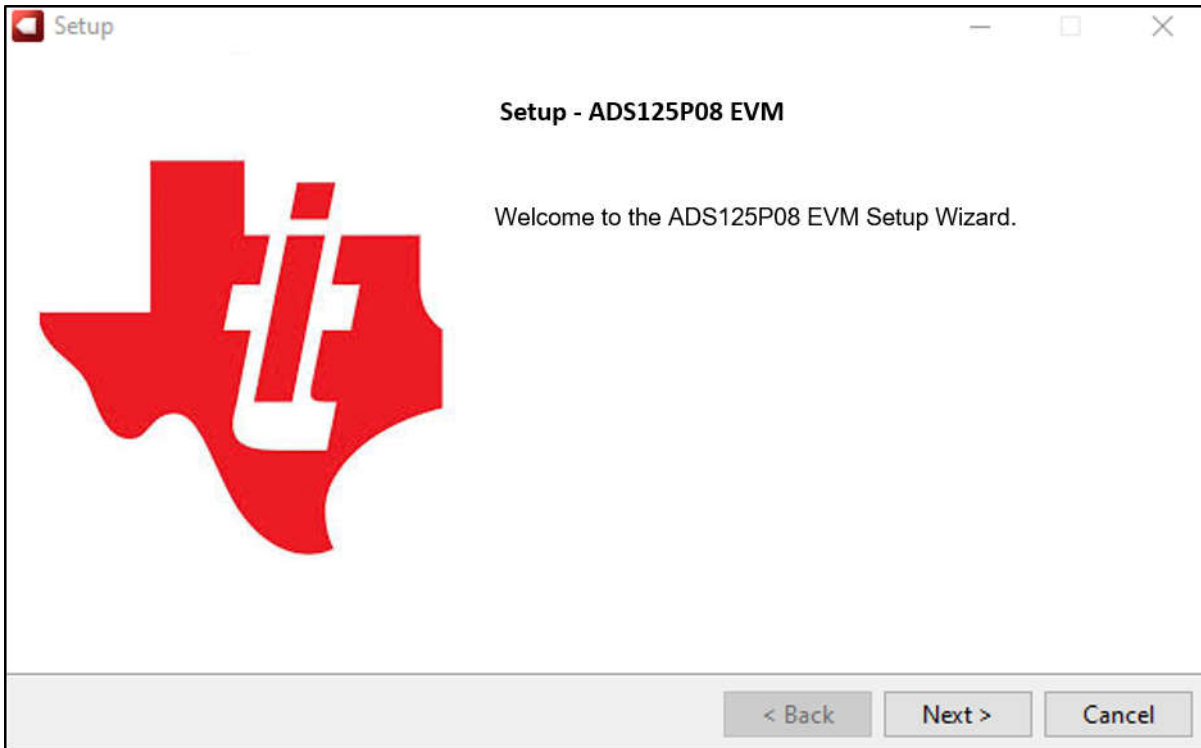 Setup
Setup - ADS125P08 EVM
Welcome to the ADS125P08 EVM Setup Wizard.
< Back Next > Cancel